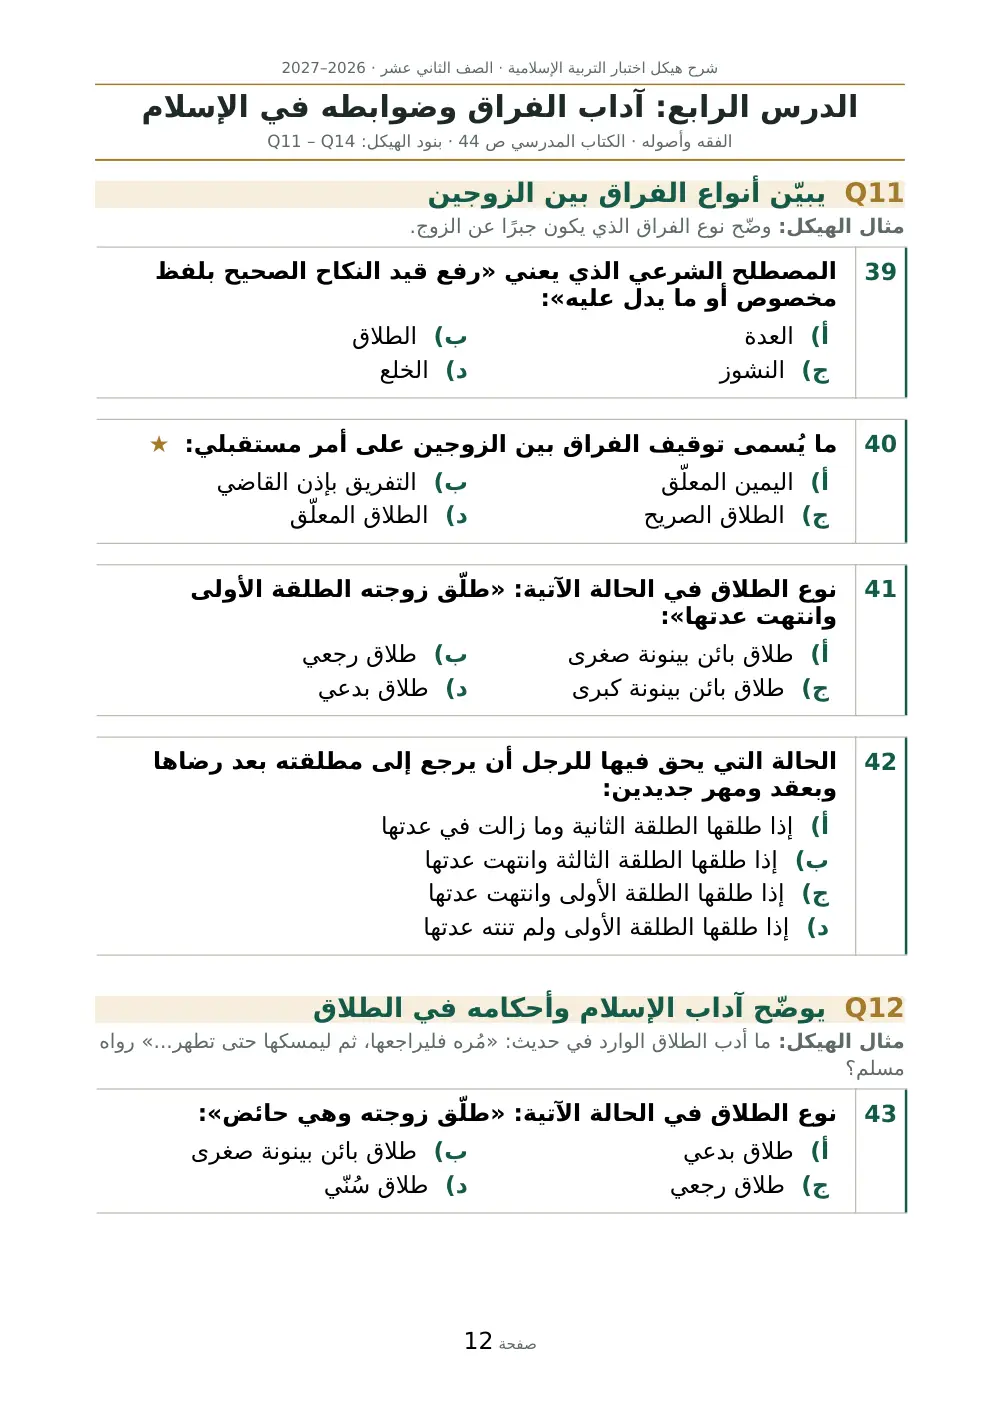 شرح هيكل اختبار التربية الإسلامية · الصف الثاني عشر · 2026–2027
الدرس الرابع: آداب الفراق وضوابطه في الإسلام
الفقه وأصوله · الكتاب المدرسي ص 44 · بنود الهيكل: Q11 – Q14
Q11 يبيّن أنواع الفراق بين الزوجين
مثال الهيكل: وضّح نوع الفراق الذي يكون جبرًا عن الزوج.
39 المصطلح الشرعي الذي يعني «رفع قيد النكاح الصحيح بلفظ
مخصوص أو ما يدل عليه»:
أ) العدة ب) الطلاق
ج) النشوز د) الخلع
40 ما يُسمى توقيف الفراق بين الزوجين على أمر مستقبلي: ★
أ) اليمين المعلّق ب) التفريق بإذن القاضي
ج) الطلاق الصريح د) الطلاق المعلّق
41 نوع الطلاق في الحالة الآتية: «طلّق زوجته الطلقة الأولى
وانتهت عدتها»:
أ) طلاق بائن بينونة صغرى ب) طلاق رجعي
ج) طلاق بائن بينونة كبرى د) طلاق بدعي
42 الحالة التي يحق فيها للرجل أن يرجع إلى مطلقته بعد رضاها
وبعقد ومهر جديدين:
أ) إذا طلقها الطلقة الثانية وما زالت في عدتها
ب) إذا طلقها الطلقة الثالثة وانتهت عدتها
ج) إذا طلقها الطلقة الأولى وانتهت عدتها
د) إذا طلقها الطلقة الأولى ولم تنته عدتها
Q12 يوضّح آداب الإسلام وأحكامه في الطلاق
مثال الهيكل: ما أدب الطلاق الوارد في حديث: «مُره فليراجعها، ثم ليمسكها حتى تطهر...» رواه
مسلم؟
43 نوع الطلاق في الحالة الآتية: «طلّق زوجته وهي حائض»:
أ) طلاق بدعي ب) طلاق بائن بينونة صغرى
ج) طلاق رجعي د) طلاق سُنّي
صفحة 12